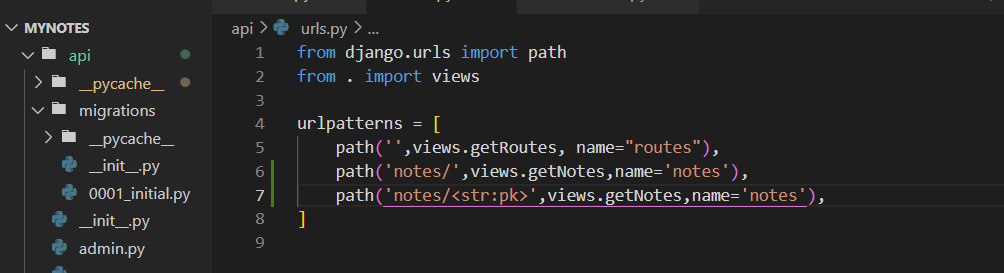 MYNOTES
api
__pycache__
migrations
__pycache__
__init__.py
0001_initial.py
__init__.py
admin.py
api > urls.py > ...
1 from django.urls import path
2 from . import views
3
4 urlpatterns = [
5 path('',views.getRoutes, name="routes"),
6 path('notes/',views.getNotes,name='notes'),
7 path('notes/<str:pk>',views.getNotes,name='notes'),
8 ]
9